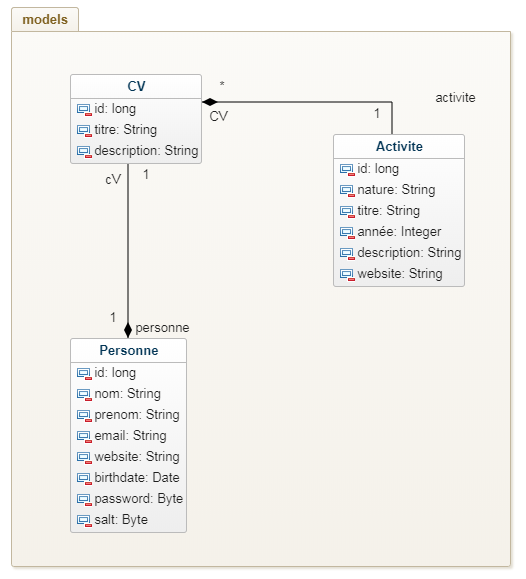 models
CV
id: long
titre: String
description: String
*
CV
1
activite
Activite
id: long
nature: String
titre: String
année: Integer
description: String
website: String
cV
1
1
personne
Personne
id: long
nom: String
prenom: String
email: String
website: String
birthdate: Date
password: Byte
salt: Byte